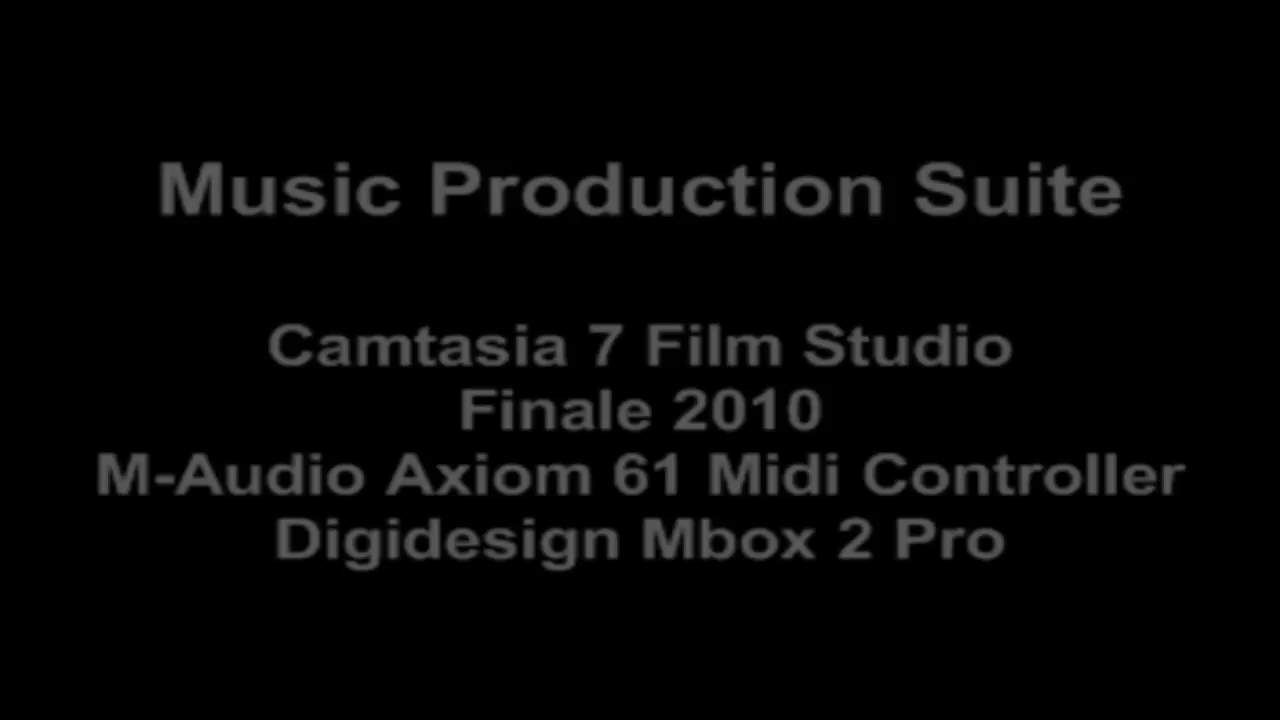 Music Production Suite
Camtasia 7 Film Studio
Finale 2010
M-Audio Axiom 61 Midi Controller
Digidesign Mbox 2 Pro